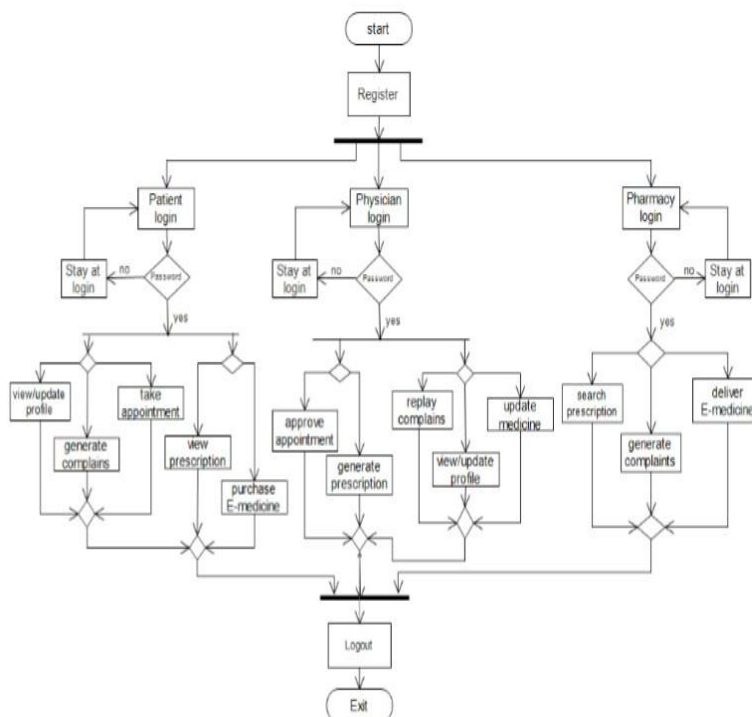 start
Register
Patient
login
Physician
login
Pharmacy
login
Stay at
login
no
Password
Stay at
login
no
Password
Password
no
Stay at
login
yes
yes
yes
view/update
profile
take
appointment
generate
complains
view
prescription
purchase
E-medicine
approve
appointment
generate
prescription
replay
complains
update
medicine
view/update
profile
search
prescription
deliver
E-medicine
generate
complaints
Logout
Exit